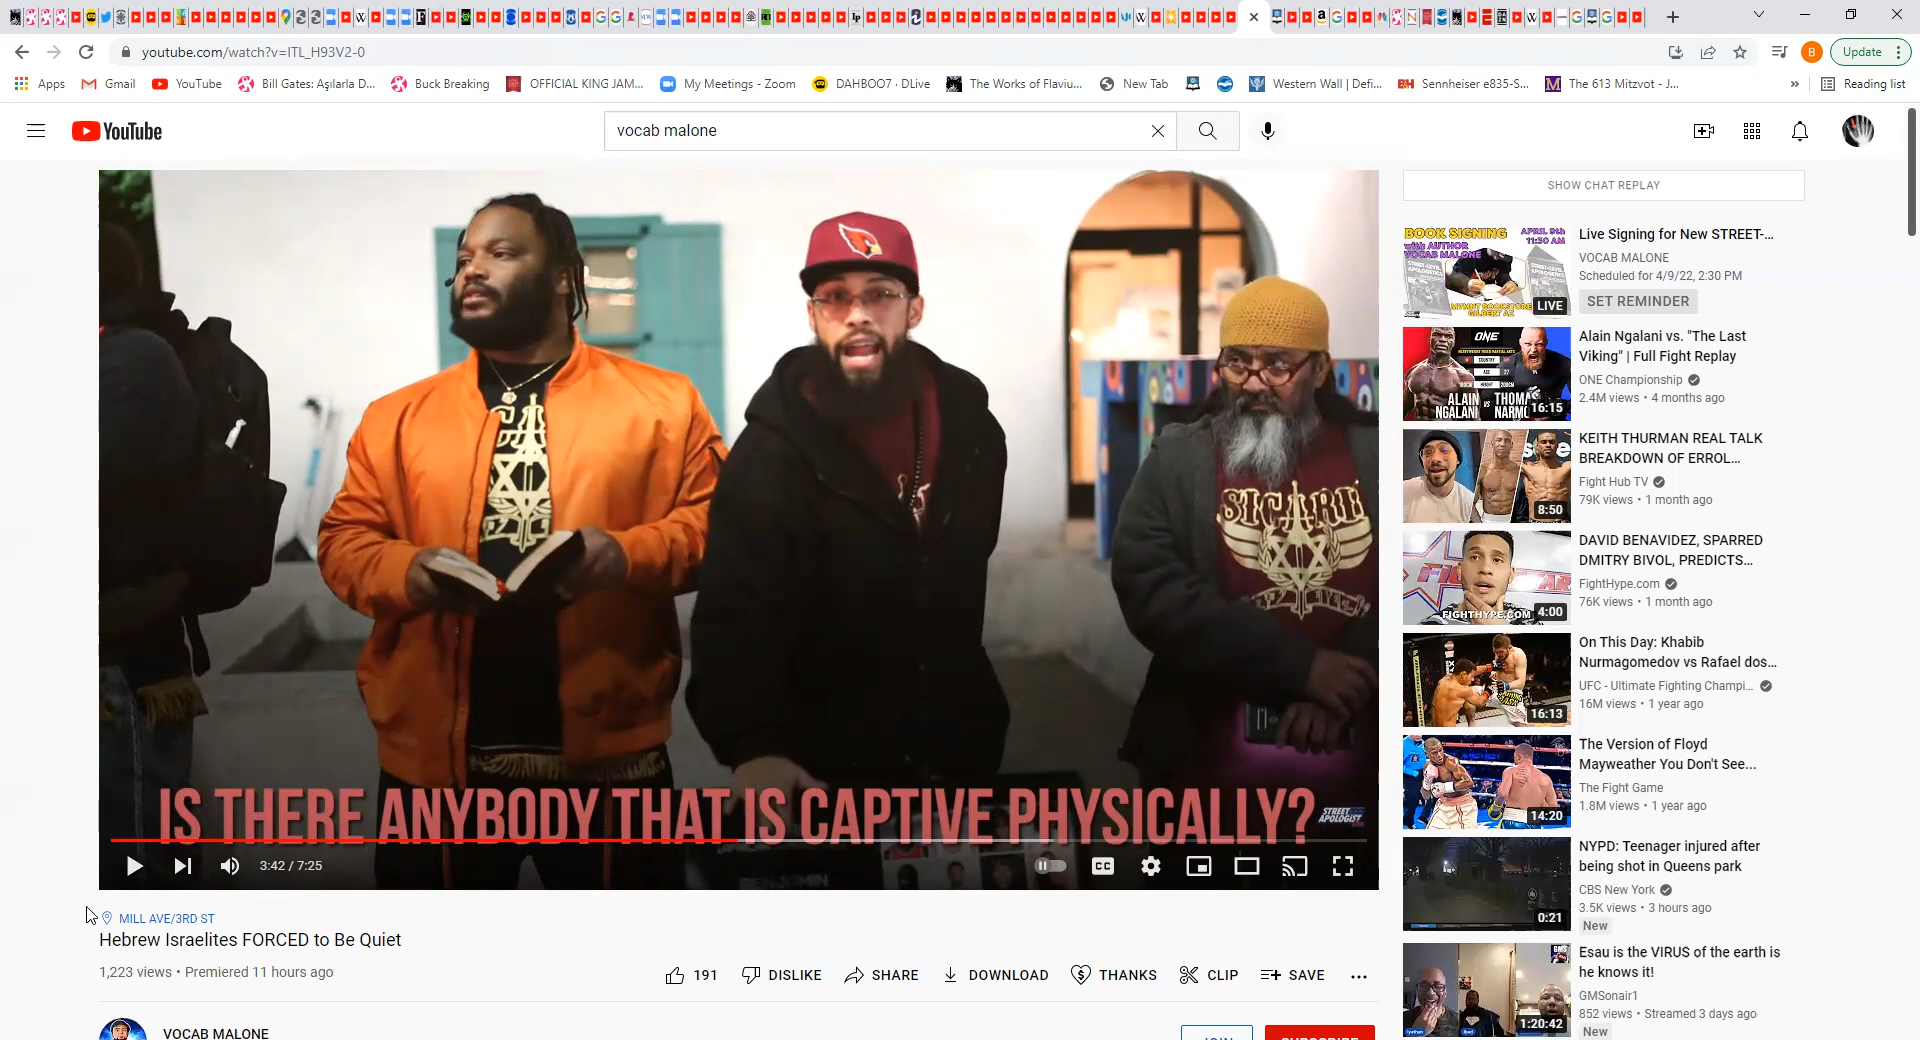 youtube.com/watch?v=ITL_H93V2-0
Update
Apps
Gmail
YouTube
Bill Gates: Aşılarla D...
Buck Breaking
OFFICIAL KING JAM...
My Meetings - Zoom
DAHBOO7 · DLive
The Works of Flaviu...
New Tab
Western Wall | Defi...
Sennheiser e835-S...
The 613 Mitzvot - J...
»
Reading list
YouTube
vocab malone
SHOW CHAT REPLAY
IS THERE ANYBODY THAT IS CAPTIVE PHYSICALLY?
STREET
APOLOGIST
SICARII
BENJAMIN
3:42 / 7:25
CC
MILL AVE/3RD ST
Hebrew Israelites FORCED to Be Quiet
1,223 views • Premiered 11 hours ago
191
DISLIKE
SHARE
DOWNLOAD
THANKS
CLIP
SAVE
VOCAB MALONE
JOIN
SUBSCRIBE
BOOK SIGNING
with AUTHOR
VOCAB MALONE
APRIL 9th
11:30 AM
GILBERT AZ
LIVE
Live Signing for New STREET-...
VOCAB MALONE
Scheduled for 4/9/22, 2:30 PM
SET REMINDER
ONE
ALAIN
NGALANI
VS
16:15
Alain Ngalani vs. "The Last
Viking" | Full Fight Replay
ONE Championship
2.4M views • 4 months ago
8:50
KEITH THURMAN REAL TALK
BREAKDOWN OF ERROL...
Fight Hub TV
79K views • 1 month ago
FIGHTHYPE.COM
4:00
DAVID BENAVIDEZ, SPARRED
DMITRY BIVOL, PREDICTS...
FightHype.com
76K views • 1 month ago
16:13
On This Day: Khabib
Nurmagomedov vs Rafael dos...
UFC - Ultimate Fighting Champi...
16M views • 1 year ago
14:20
The Version of Floyd
Mayweather You Don't See...
The Fight Game
1.8M views • 1 year ago
0:21
NYPD: Teenager injured after
being shot in Queens park
CBS New York
3.5K views • 3 hours ago
New
GMS
1:20:42
Esau is the VIRUS of the earth is
he knows it!
GMSonair1
852 views • Streamed 3 days ago
New